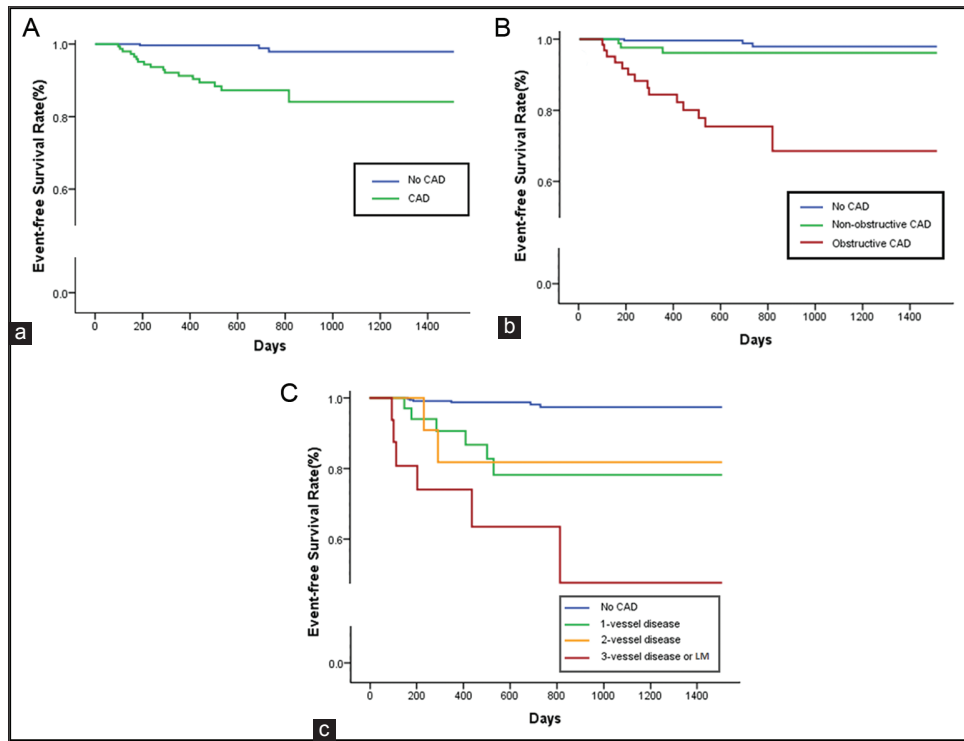 A
Event-free Survival Rate(%)
1.0
0.8
0.6
0.0
No CAD
CAD
0 200 400 600 800 1000 1200 1400
Days
a
B
Event-free Survival Rate(%)
1.0
0.8
0.6
0.0
No CAD
Non-obstructive CAD
Obstructive CAD
0 200 400 600 800 1000 1200 1400
Days
b
C
Event-free Survival Rate(%)
1.0
0.8
0.6
0.0
No CAD
1-vessel disease
2-vessel disease
3-vessel disease or LM
0 200 400 600 800 1000 1200 1400
Days
c